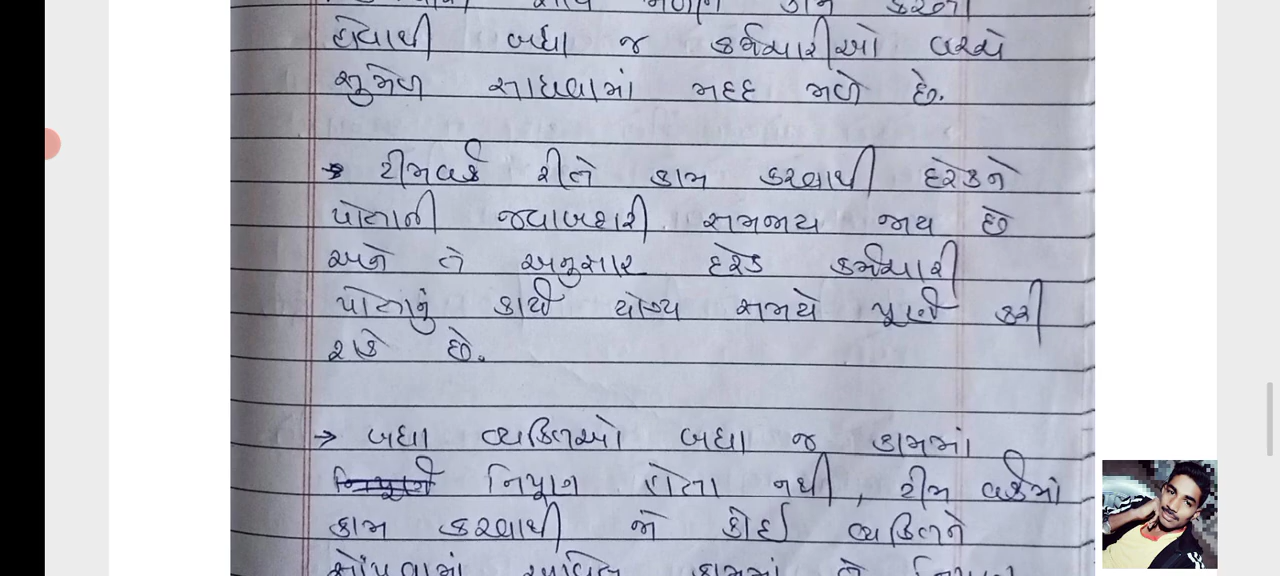 હોવાથી બધા જ કર્મચારીઓ વચ્ચે
સુમેળ સાધવામાં મદદ મળે છે.
→ ટીમવર્ક રીતે કામ કરવાથી દરેકને
પોતાની જવાબદારી સમજાય જાય છે
અને તે અનુસાર દરેક કર્મચારી
પોતાનું કાર્ય યોગ્ય સમયે પૂર્ણ કરી
શકે છે.
→ બધા વ્યક્તિઓ બધા જ કામમાં
નિપૂણ હોતા નથી, ટીમ વર્કમાં
કામ કરવાથી જો કોઈ વ્યક્તિને